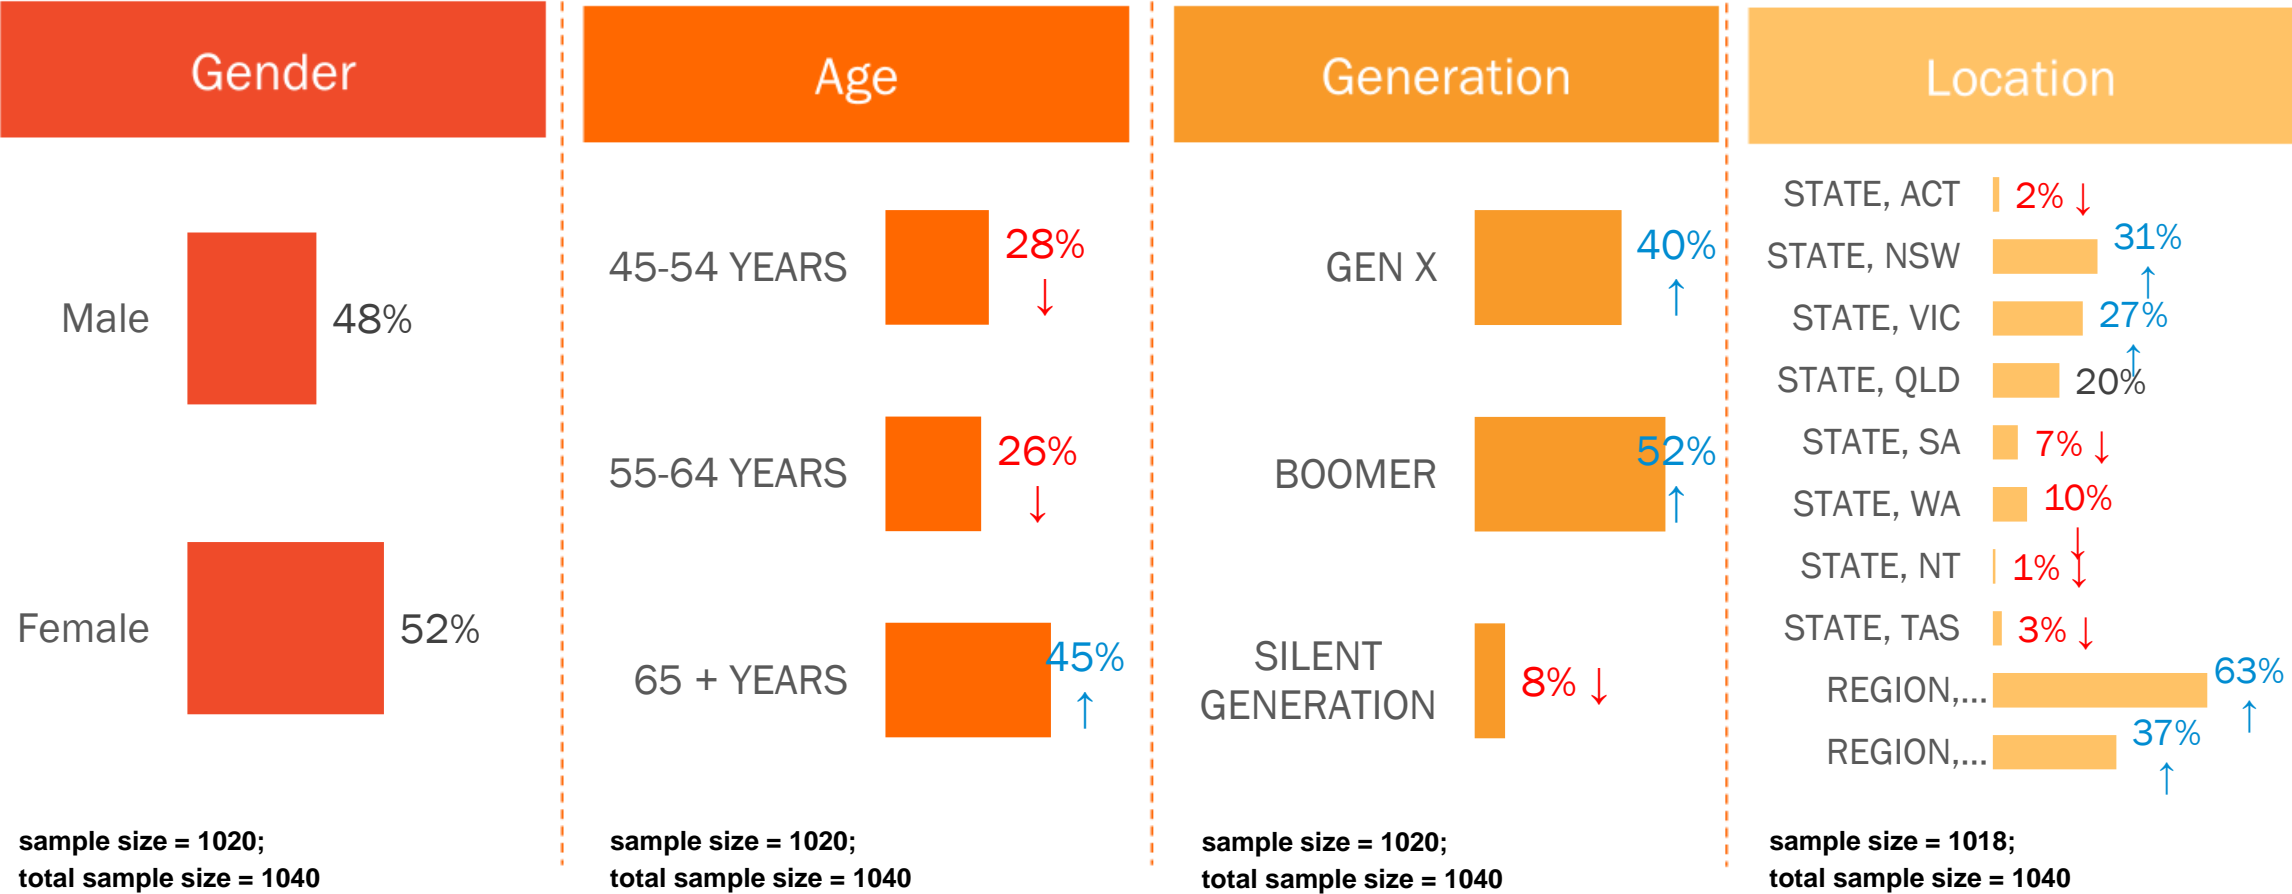 Gender
Male
48%
Female
52%
sample size = 1020;
total sample size = 1040
Age
45-54 YEARS
28%
↓
55-64 YEARS
26%
↓
65 + YEARS
45%
↑
sample size = 1020;
total sample size = 1040
Generation
GEN X
40%
↑
BOOMER
52%
↑
SILENT
GENERATION
8% ↓
sample size = 1020;
total sample size = 1040
Location
STATE, ACT
2% ↓
STATE, NSW
31%
↑
STATE, VIC
27%
↑
STATE, QLD
20%
STATE, SA
7% ↓
STATE, WA
10%
↓
STATE, NT
1% ↓
STATE, TAS
3% ↓
REGION,...
63%
↑
REGION,...
37%
↑
sample size = 1018;
total sample size = 1040